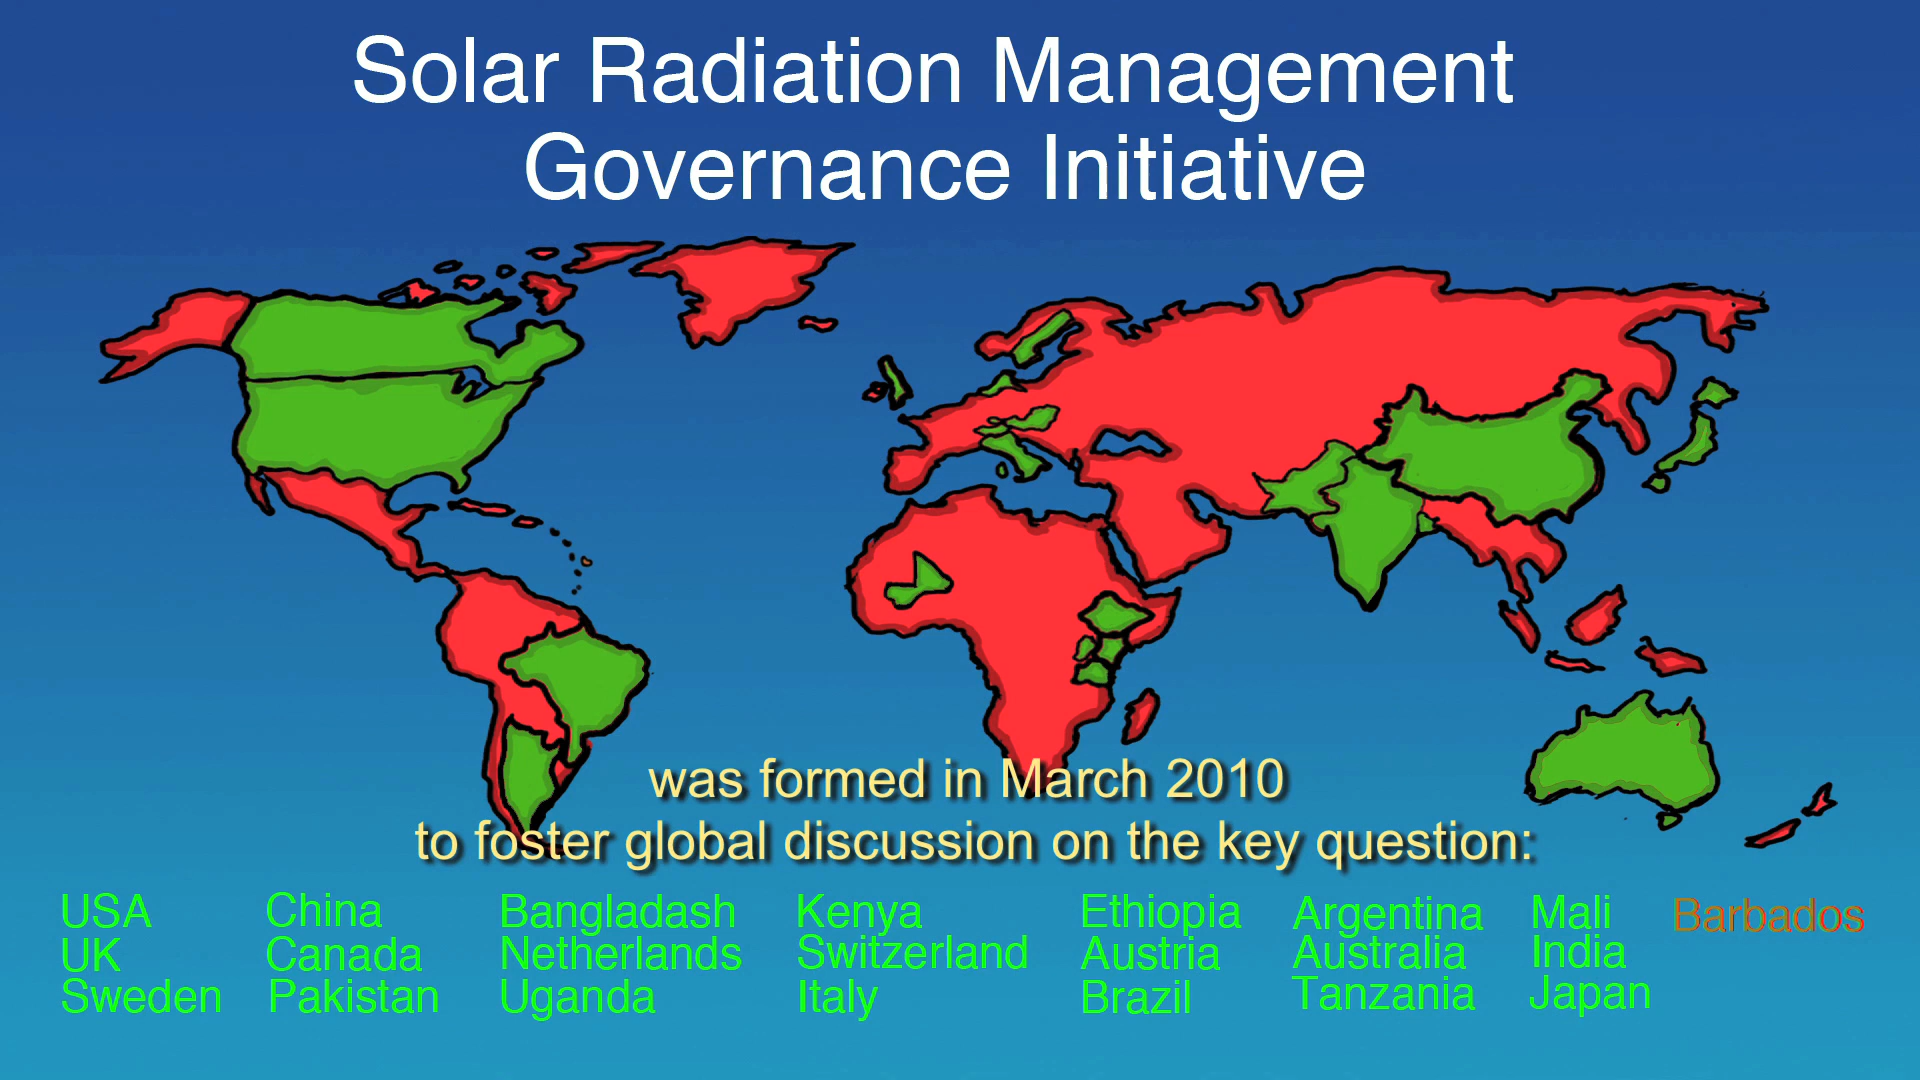 Solar Radiation Management
Governance Initiative
was formed in March 2010
to foster global discussion on the key question:
USA China Bangladash Kenya Ethiopia Argentina Mali Barbados
UK Canada Netherlands Switzerland Austria Australia India
Sweden Pakistan Uganda Italy Brazil Tanzania Japan